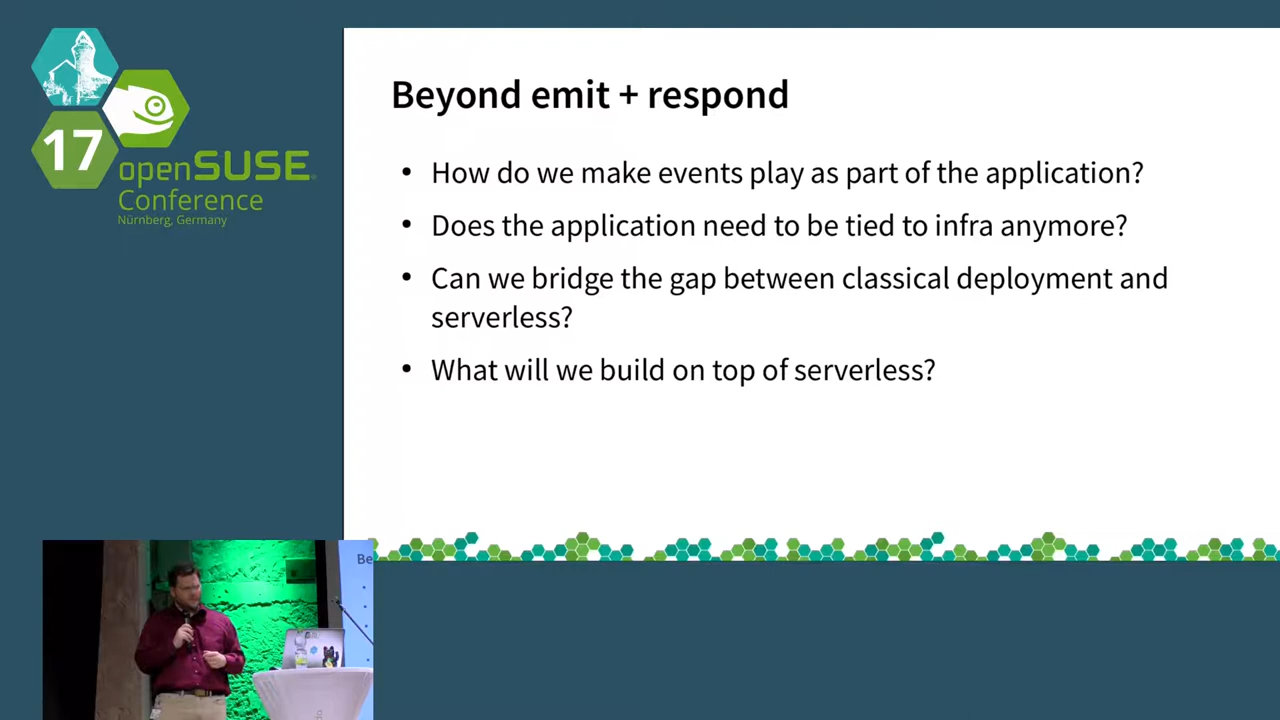 17
openSUSE
Conference
Nürnberg, Germany
Beyond emit + respond
• How do we make events play as part of the application?
• Does the application need to be tied to infra anymore?
• Can we bridge the gap between classical deployment and
serverless?
• What will we build on top of serverless?
Be